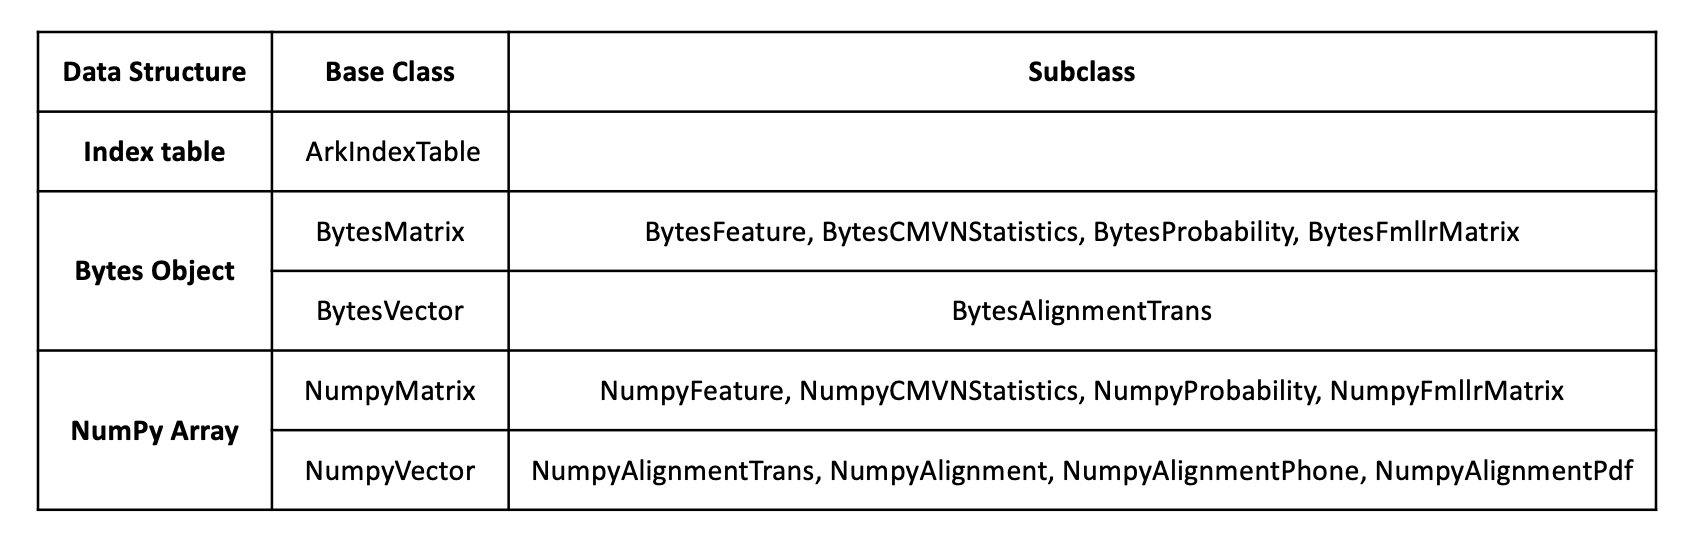 Data Structure Base Class Subclass
Index table ArkIndexTable
Bytes Object
BytesMatrix BytesFeature, BytesCMVNStatistics, BytesProbability, BytesFmllrMatrix
BytesVector BytesAlignmentTrans
NumPy Array
NumpyMatrix NumpyFeature, NumpyCMVNStatistics, NumpyProbability, NumpyFmllrMatrix
NumpyVector NumpyAlignmentTrans, NumpyAlignment, NumpyAlignmentPhone, NumpyAlignmentPdf